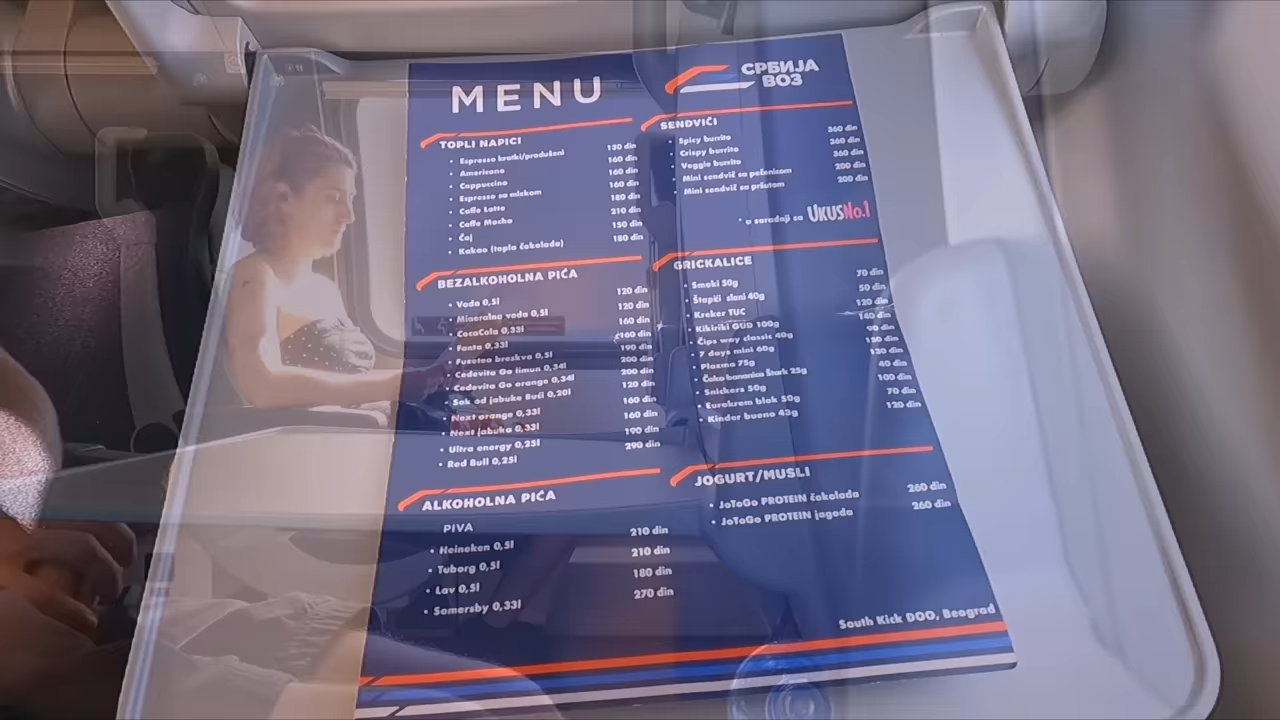 MENU
TOPLI NAPICI
• Espresso kratki/produženi 130 din
• Americano 160 din
• Cappuccino 160 din
• Espresso sa mlekom 160 din
• Caffe Latte 180 din
• Caffe Mocha 210 din
• Čaj 150 din
• Kakao (topla čokolada) 180 din
BEZALKOHOLNA PIĆA
• Voda 0,5l 120 din
• Mineralna voda 0,5l 120 din
• CocaCola 0,33l 160 din
• Fanta 0,33l 160 din
• Fuzetea breskva 0,5l 190 din
• Cedevita Go limun 0,34l 200 din
• Cedevita Go orange 0,34l 200 din
• Sok od jabuke Bući 0,20l 120 din
• Next orange 0,33l 160 din
• Next jabuka 0,33l 160 din
• Ultra energy 0,25l 190 din
• Red Bull 0,25l 290 din
ALKOHOLNA PIĆA
PIVA
• Heineken 0,5l 210 din
• Tuborg 0,5l 210 din
• Lav 0,5l 180 din
• Somersby 0,33l 270 din
СРБИЈА
ВОЗ
SENDVIČI
• Spicy burrito 360 din
• Crispy burrito 360 din
• Veggie burrito 360 din
• Mini sendvič sa pečenicom 200 din
• Mini sendvič sa pršutom 200 din
* u saradnji sa UKUSNo.1
GRICKALICE
• Smoki 50g 70 din
• Štapići slani 40g 50 din
• Kreker TUC 120 din
• Kikiriki GUD 100g 140 din
• Čips way classic 40g 90 din
• 7 days mini 60g 150 din
• Plazma 75g 130 din
• Čoko bananica Štark 25g 40 din
• Snickers 50g 100 din
• Eurokrem blok 50g 70 din
• Kinder bueno 43g 120 din
JOGURT/MUSLI
• JoToGo PROTEIN čokolada 260 din
• JoToGo PROTEIN jagoda 260 din
South Kick DOO, Beograd